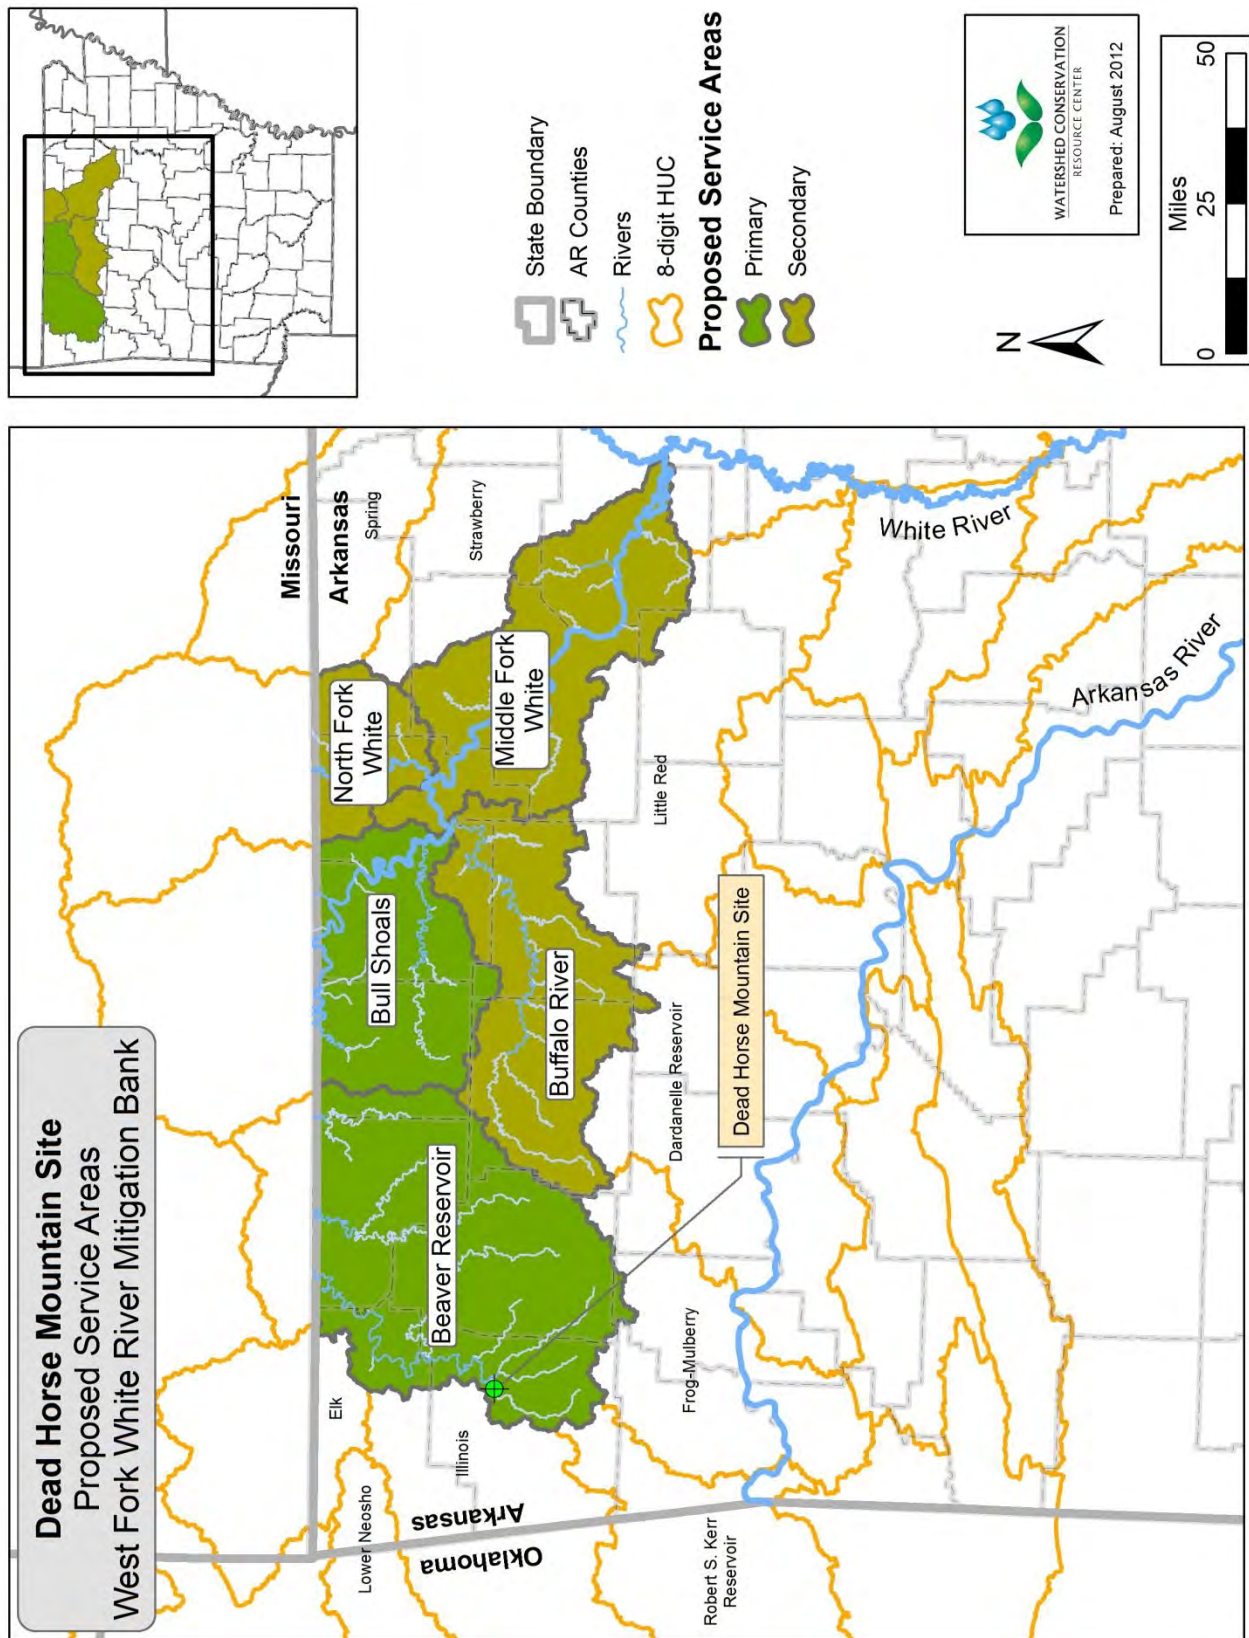 Dead Horse Mountain Site
Proposed Service Areas
West Fork White River Mitigation Bank
Missouri
Arkansas
Spring
Strawberry
North Fork
White
Middle Fork
White
Bull Shoals
Buffalo River
Beaver Reservoir
Elk
Illinois
Lower Neosho
Arkansas
Oklahoma
Robert S. Kerr
Reservoir
Frog-Mulberry
Dardanelle Reservoir
Little Red
Dead Horse Mountain Site
White River
Arkansas River
State Boundary
AR Counties
Rivers
8-digit HUC
Proposed Service Areas
Primary
Secondary
N
WATERSHED CONSERVATION
RESOURCE CENTER
Prepared: August 2012
Miles
0 25 50